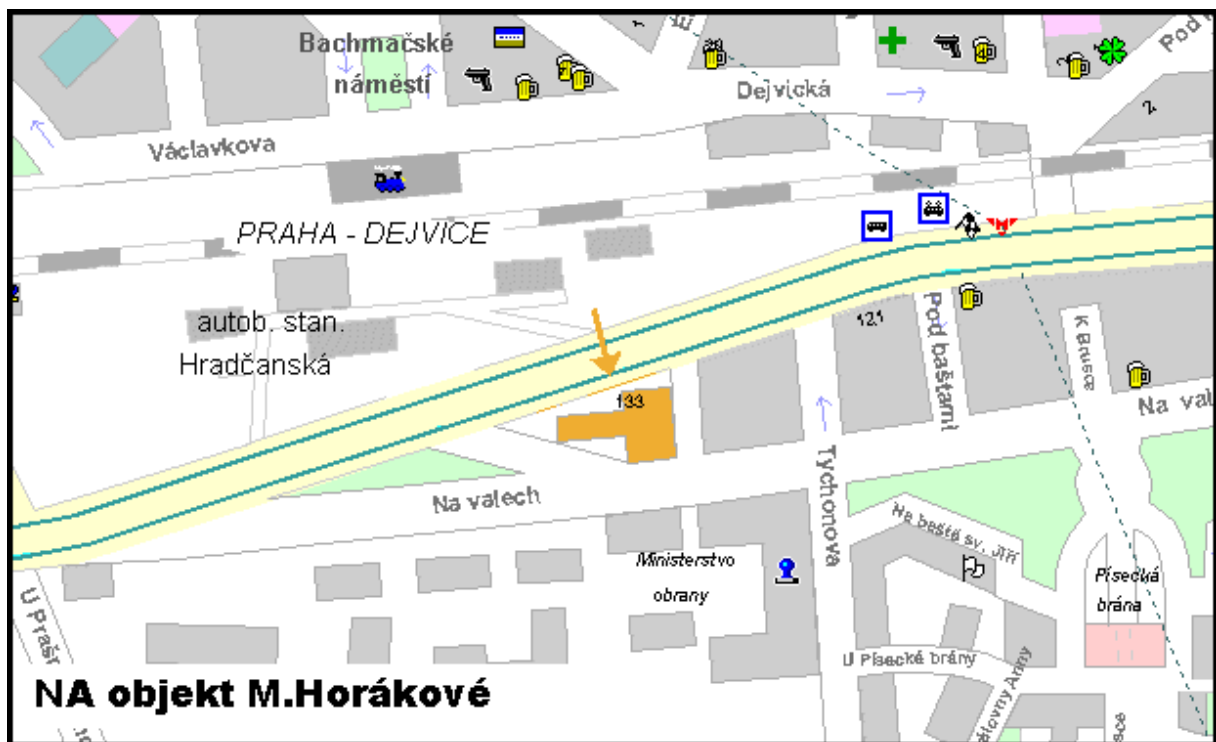 Bachmačské
náměstí
Dejvická
2
Václavkova
PRAHA - DEJVICE
autob. stan.
Hradčanská
121
Pod baštami
K Brusce
133
Na val
Na valech
Tychonova
Na baště sv. Jiří
Ministerstvo
obrany
Písecká
brána
U Písecké brány
U Prašn
NA objekt M.Horákové